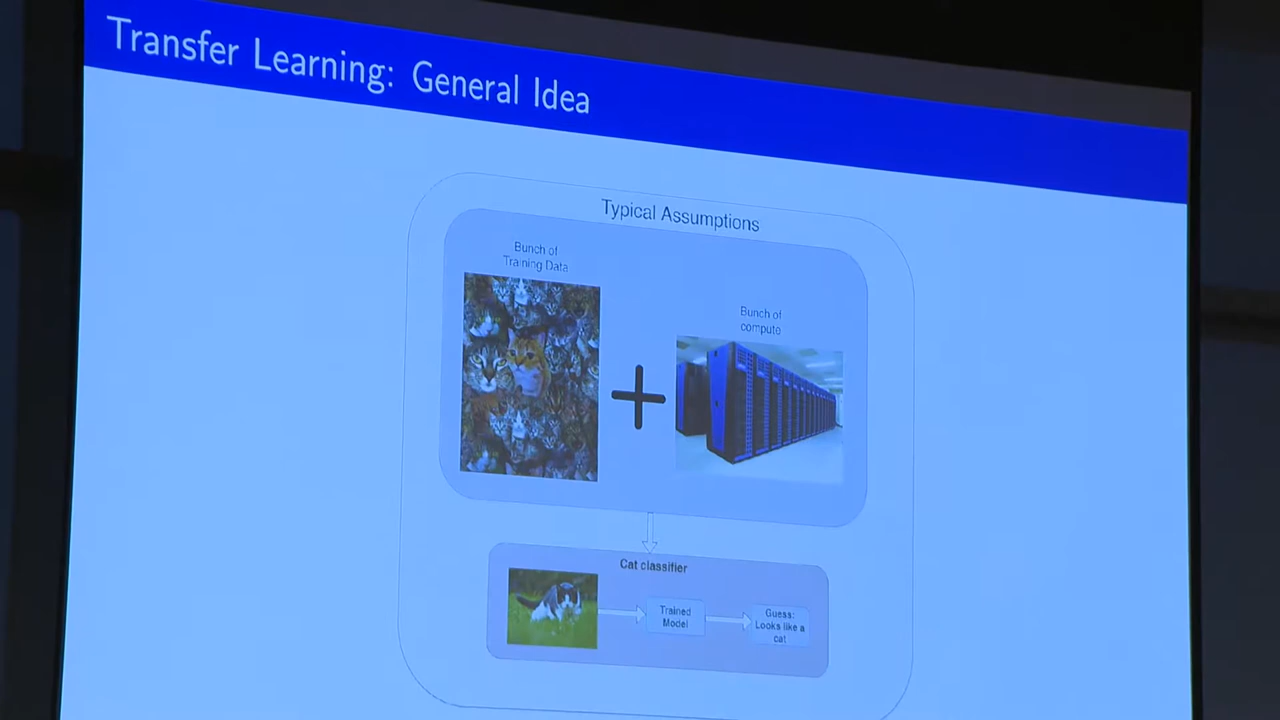 Transfer Learning: General Idea
Typical Assumptions
Bunch of
Training Data
Bunch of
compute
Cat classifier
Trained
Model
Guess:
Looks like a
cat